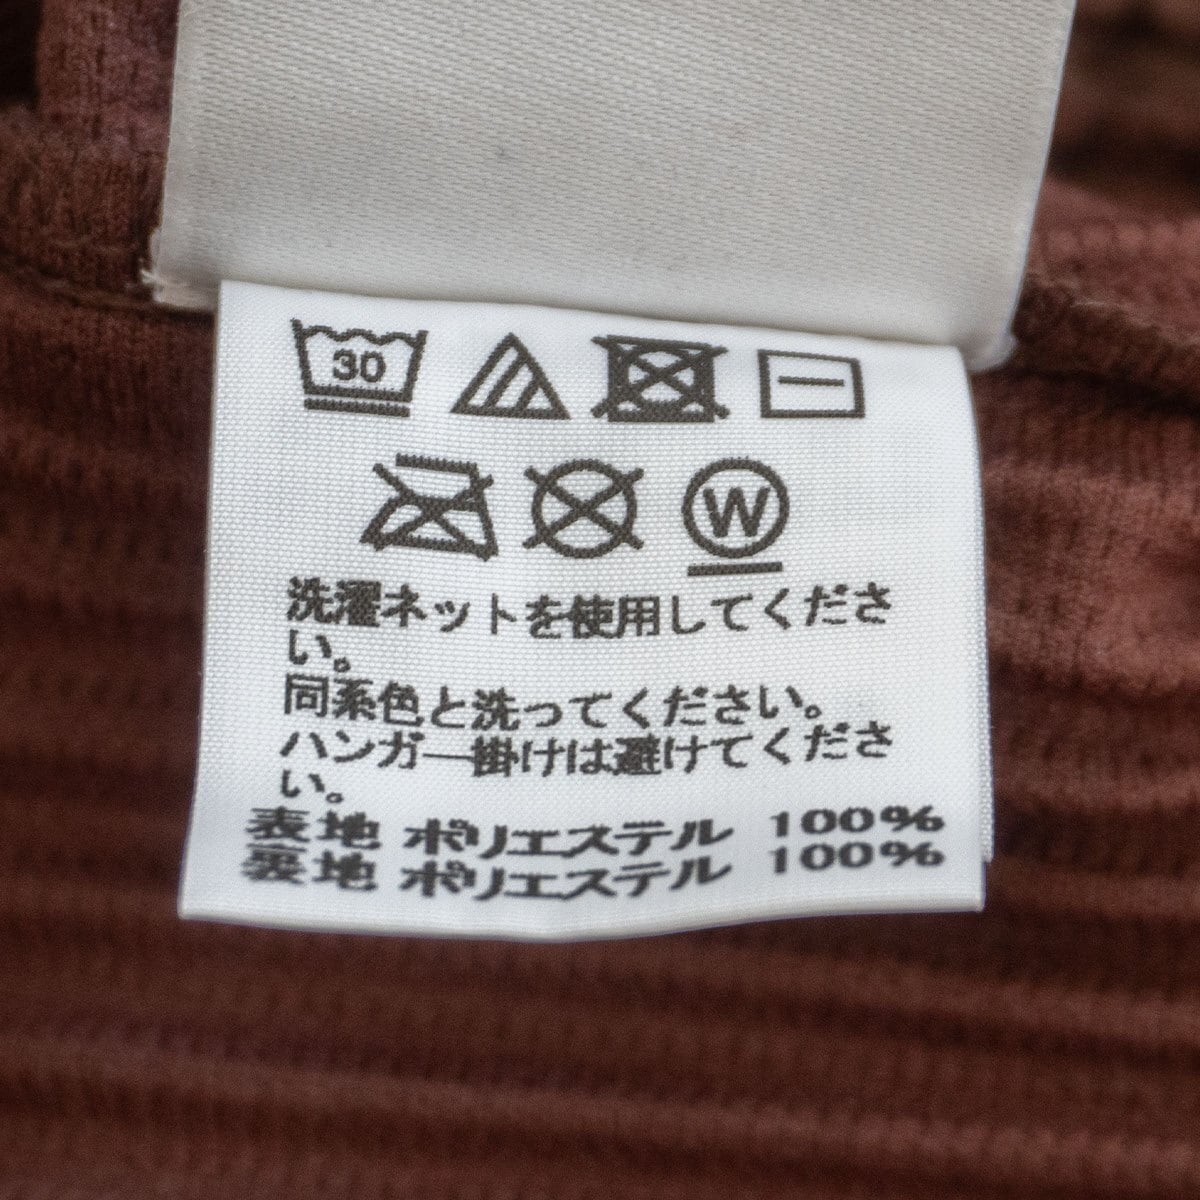 30
W
洗濯ネットを使用してくださ
い。
同系色と洗ってください。
ハンガー掛けは避けてくださ
い。
表地 ポリエステル 100%
裏地 ポリエステル 100%